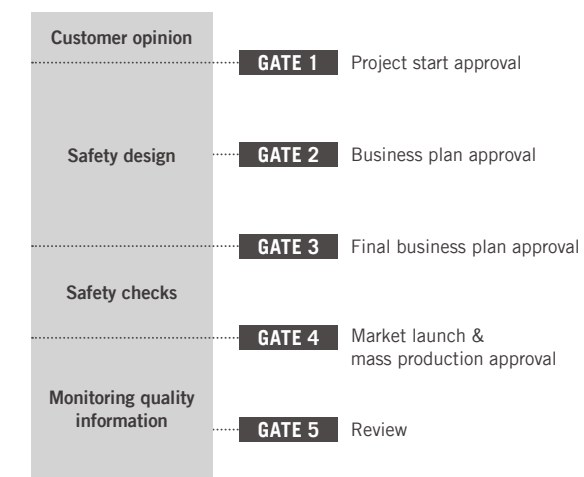 Customer opinion
GATE 1 Project start approval
Safety design
GATE 2 Business plan approval
GATE 3 Final business plan approval
Safety checks
GATE 4 Market launch &
mass production approval
Monitoring quality
information
GATE 5 Review